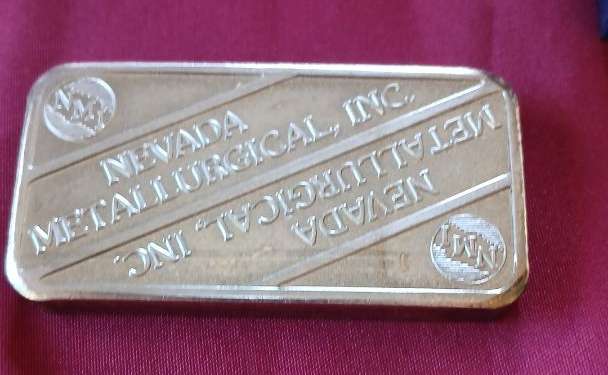 NMI
NEVADA
METALLURGICAL, INC.
NEVADA
METALLURGICAL, INC.
NMI